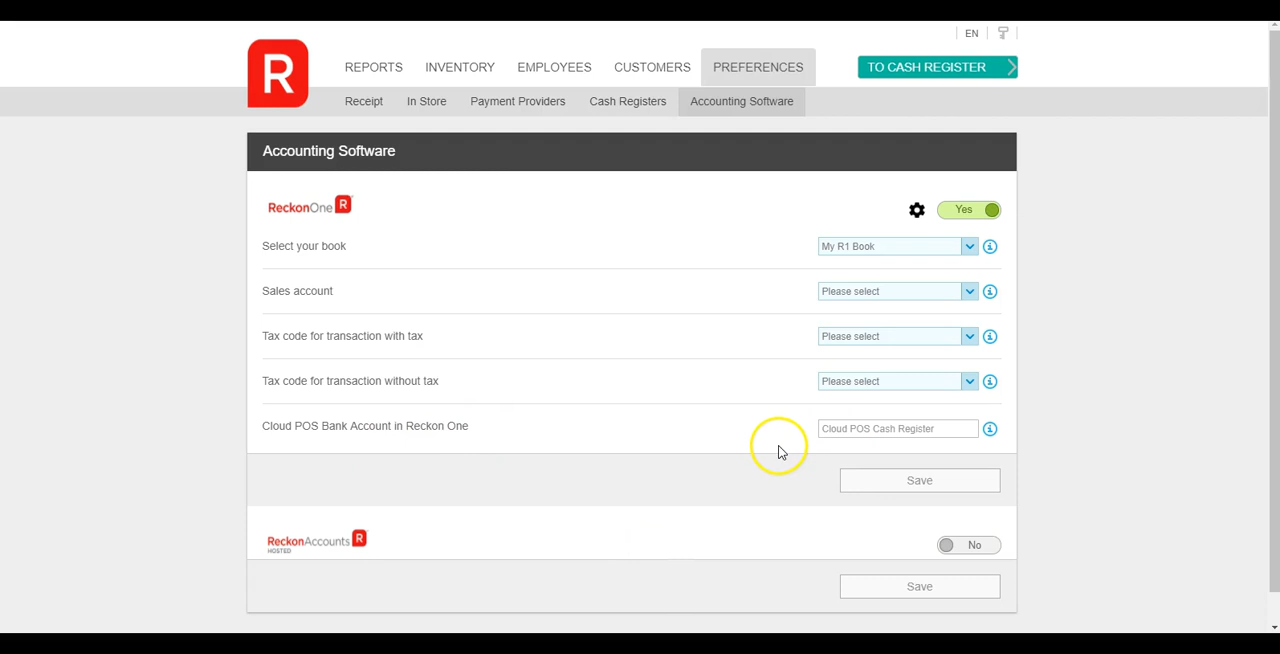 EN
R
REPORTS INVENTORY EMPLOYEES CUSTOMERS PREFERENCES TO CASH REGISTER
Receipt In Store Payment Providers Cash Registers Accounting Software
Accounting Software
ReckonOne R Yes
Select your book My R1 Book
Sales account Please select
Tax code for transaction with tax Please select
Tax code for transaction without tax Please select
Cloud POS Bank Account in Reckon One Cloud POS Cash Register
Save
ReckonAccounts R No
HOSTED
Save